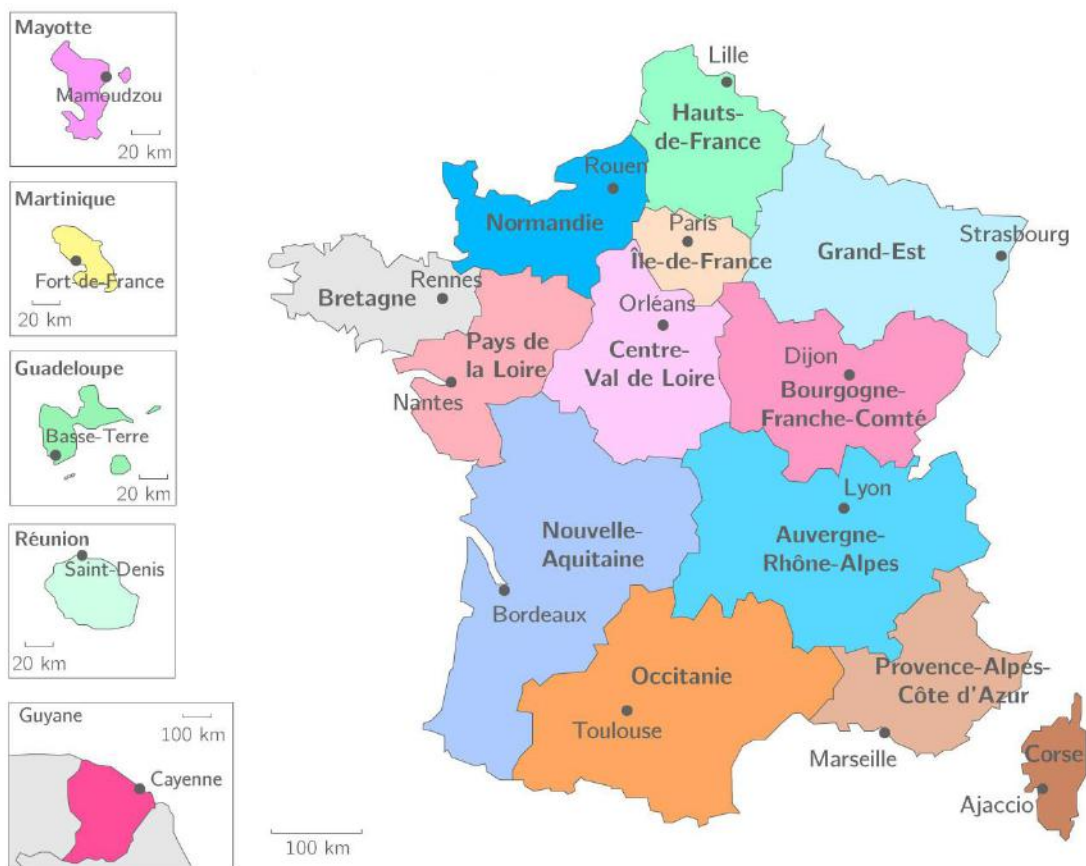 Mayotte
Mamoudzou
20 km
Martinique
Fort-de-France
20 km
Guadeloupe
Basse-Terre
20 km
Réunion
Saint-Denis
20 km
Guyane
100 km
Cayenne
Lille
Hauts-
de-France
Rouen
Normandie
Paris
Île-de-France
Grand-Est
Strasbourg
Rennes
Bretagne
Orléans
Centre-
Val de Loire
Pays de
la Loire
Nantes
Dijon
Bourgogne-
Franche-Comté
Lyon
Auvergne-
Rhône-Alpes
Nouvelle-
Aquitaine
Bordeaux
Occitanie
Toulouse
Provence-Alpes-
Côte d'Azur
Marseille
Corse
Ajaccio
100 km